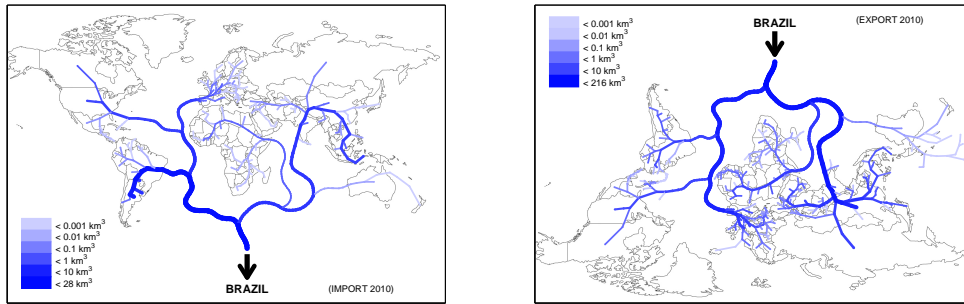 < 0.001 km³
< 0.01 km³
< 0.1 km³
< 1 km³
< 10 km³
< 28 km³
BRAZIL
(IMPORT 2010)
BRAZIL
(EXPORT 2010)
< 0.001 km³
< 0.01 km³
< 0.1 km³
< 1 km³
< 10 km³
< 216 km³